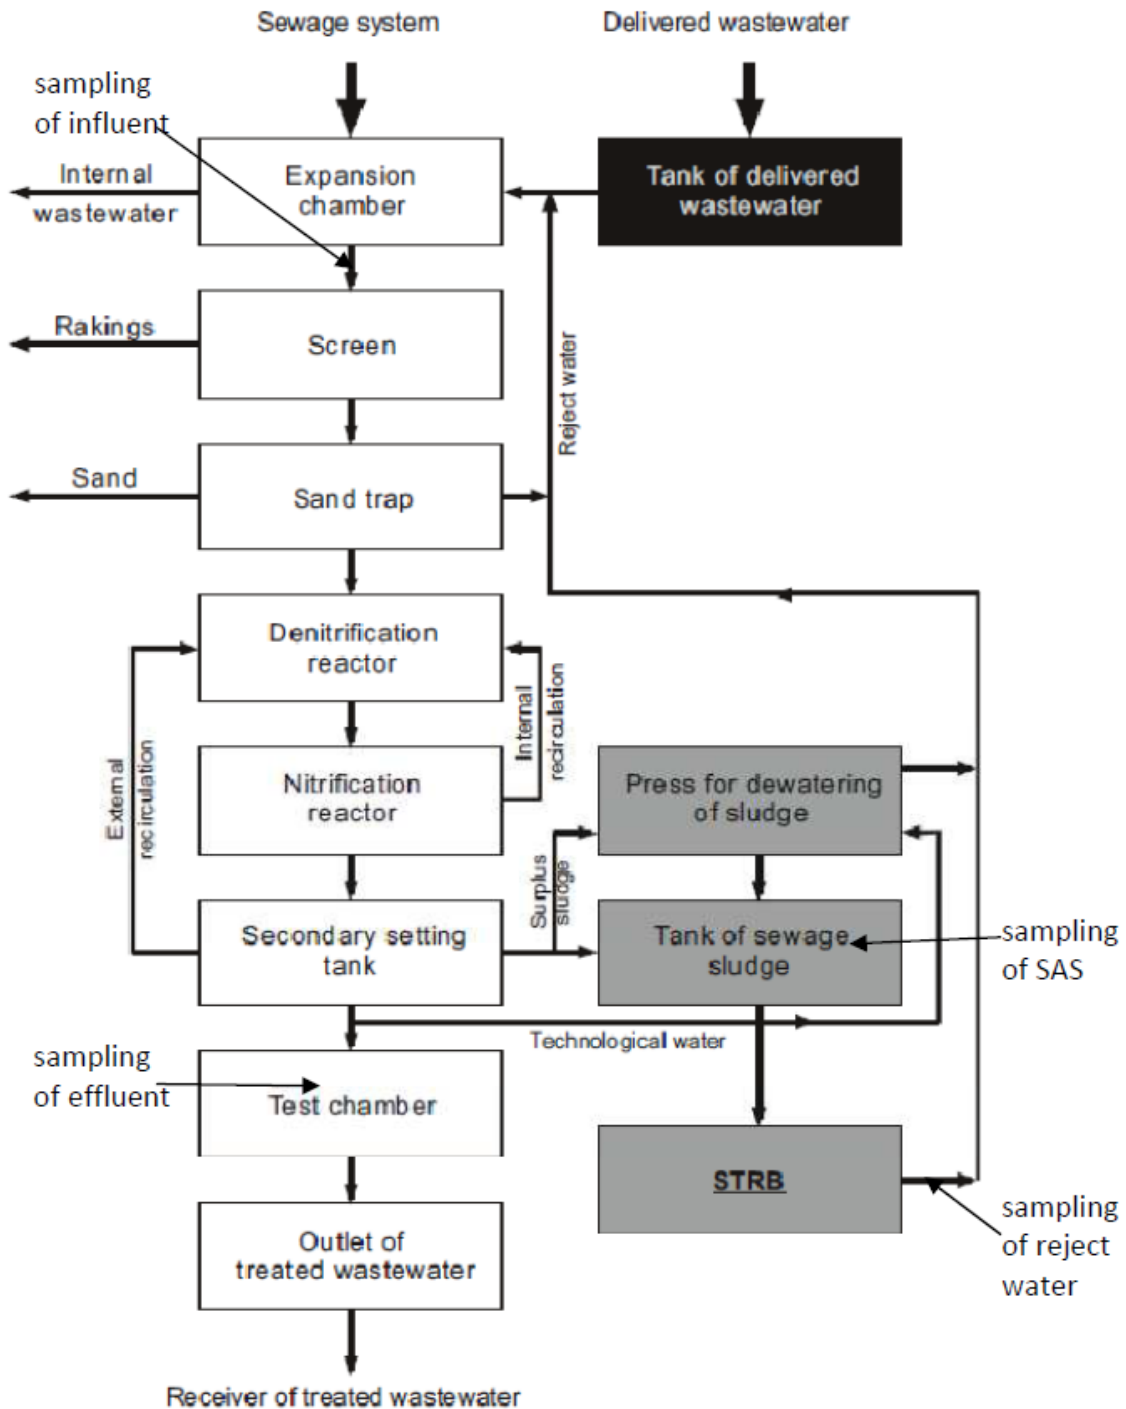 Sewage system
Delivered wastewater
sampling
of influent
Expansion
chamber
Tank of delivered
wastewater
Internal
wastewater
Screen
Rakings
Reject water
Sand trap
Sand
Denitrification
reactor
Internal
recirculation
External
recirculation
Nitrification
reactor
Press for dewatering
of sludge
Surplus
sludge
Secondary setting
tank
Tank of sewage
sludge
sampling
of SAS
Technological water
sampling
of effluent
Test chamber
STRB
sampling
of reject
water
Outlet of
treated wastewater
Receiver of treated wastewater